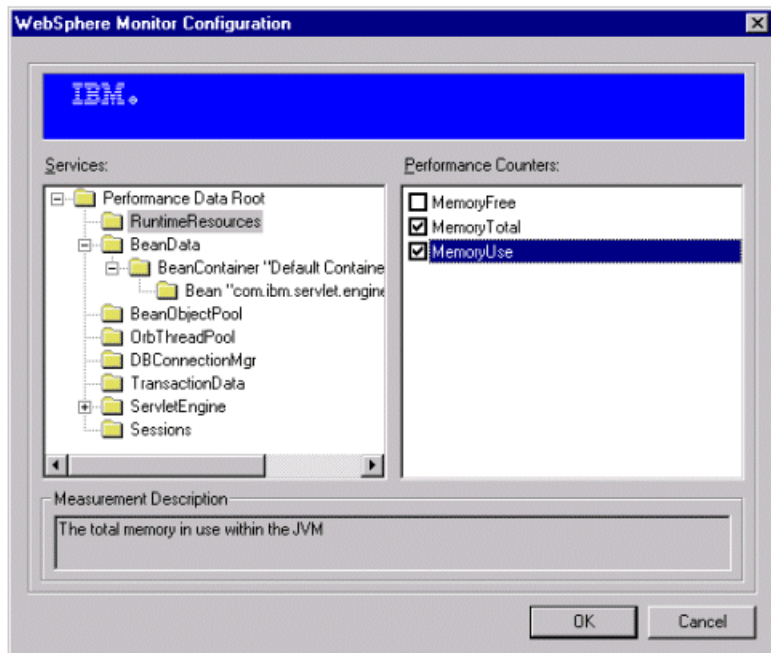 WebSphere Monitor Configuration
IBM.
Services:
Performance Counters:
Performance Data Root
RuntimeResources
BeanData
BeanContainer "Default Containe
Bean "com.ibm.servlet.engine
BeanObjectPool
OrbThreadPool
DBConnectionMgr
TransactionData
ServletEngine
Sessions
MemoryFree
MemoryTotal
MemoryUse
Measurement Description
The total memory in use within the JVM
OK Cancel